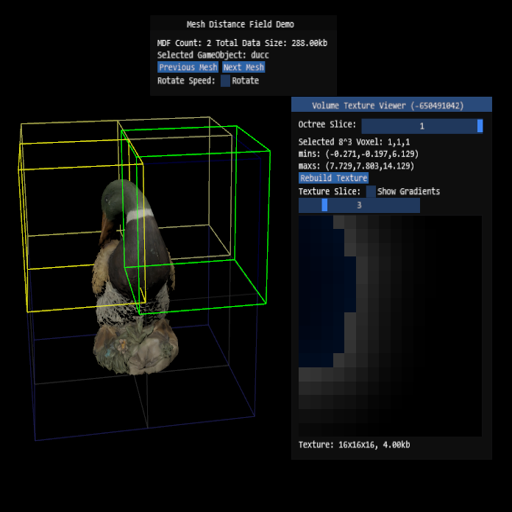 Mesh Distance Field Demo
MDF Count: 2 Total Data Size: 288.00kb
Selected GameObject: ducc
Previous Mesh Next Mesh
Rotate Speed: Rotate
Volume Texture Viewer (-650491042)
Octree Slice: 1
Selected 8^3 Voxel: 1,1,1
mins: (-0.271,-0.197,6.129)
maxs: (7.729,7.803,14.129)
Rebuild Texture
Texture Slice: Show Gradients
3
Texture: 16x16x16, 4.00kb